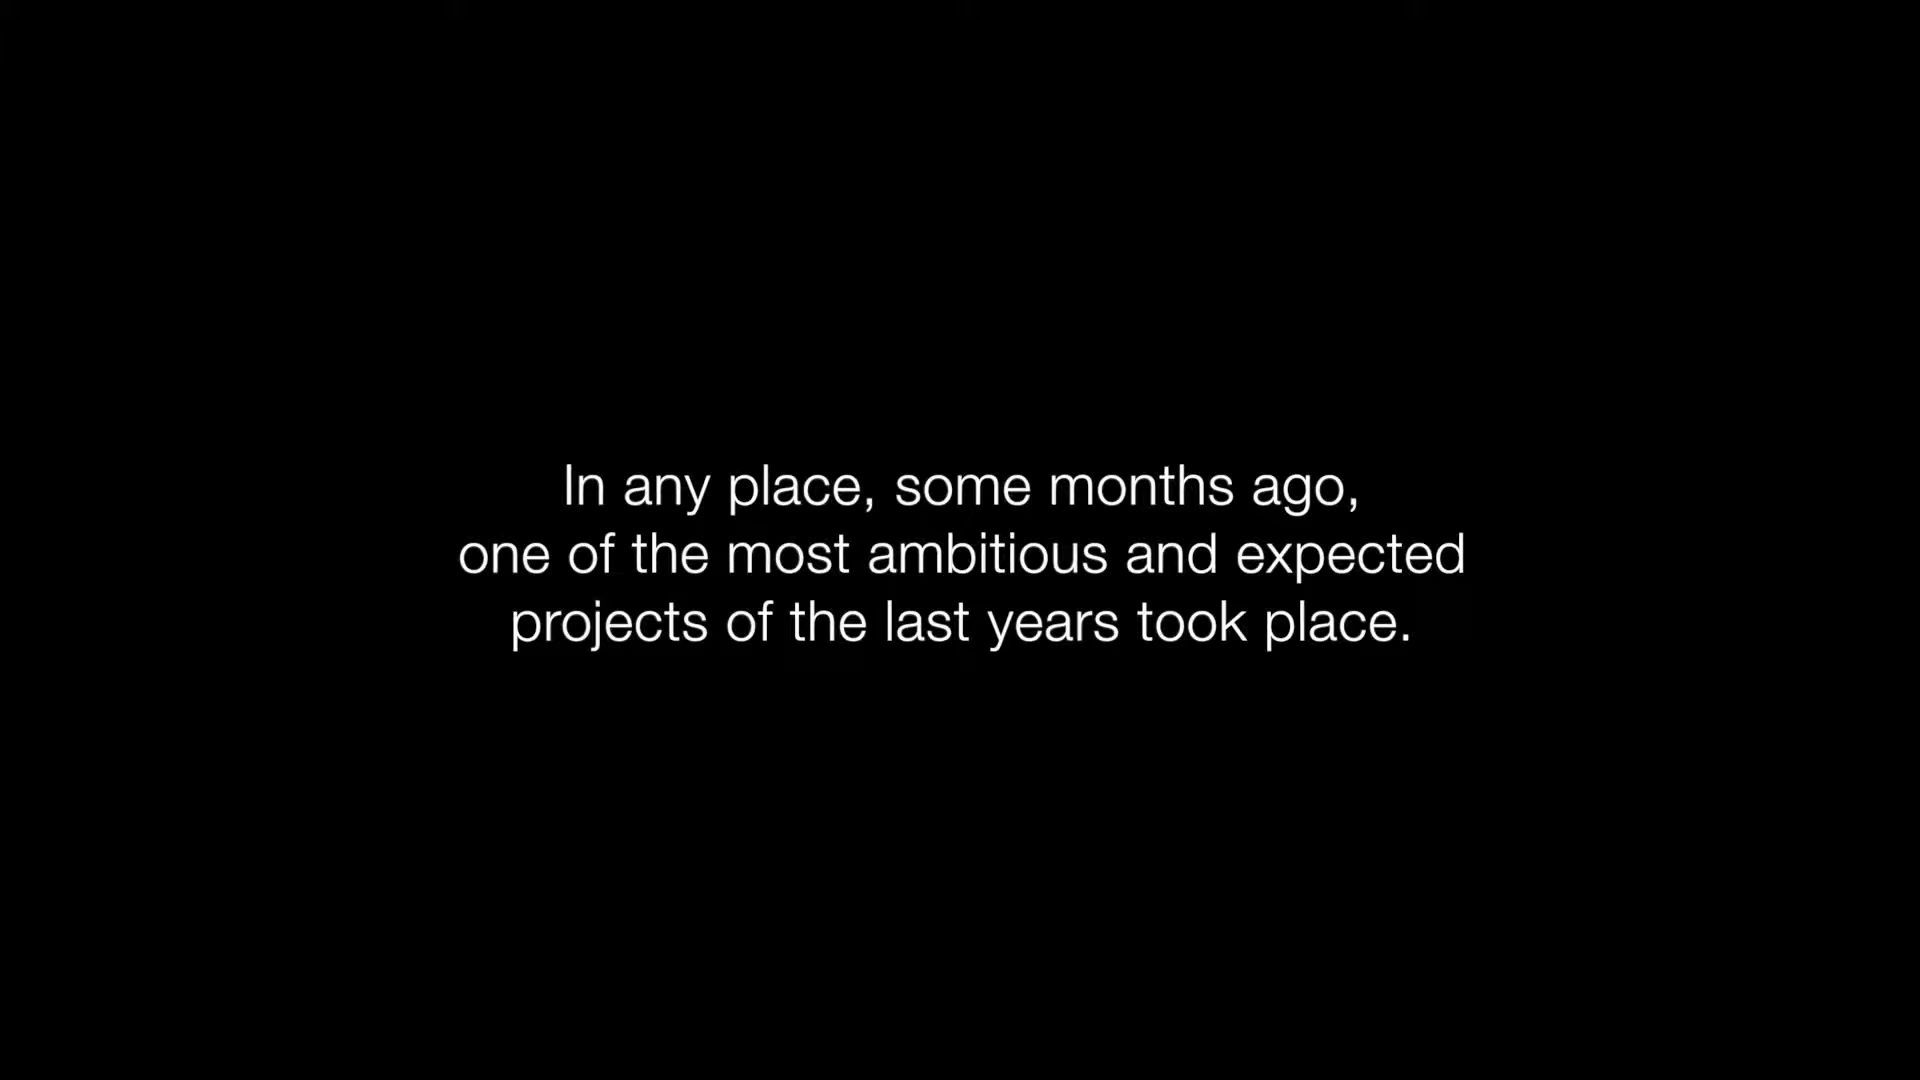 In any place, some months ago,
one of the most ambitious and expected
projects of the last years took place.